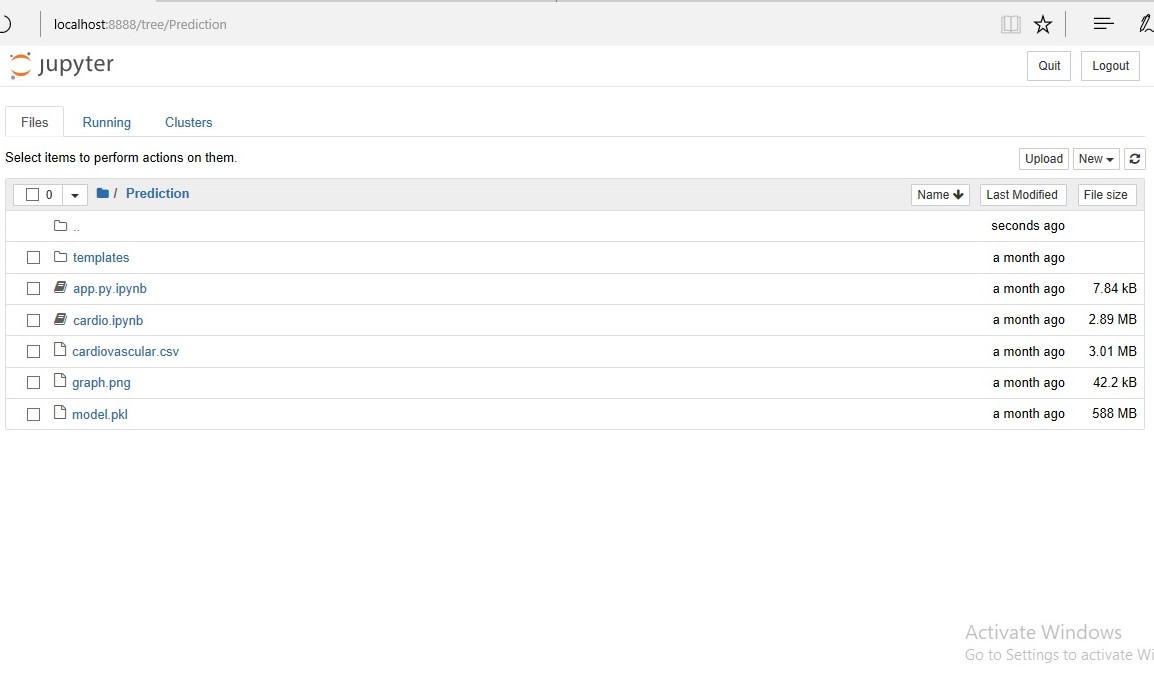 localhost:8888/tree/Prediction
jupyter
Quit Logout
Files Running Clusters
Select items to perform actions on them.
Upload New
0 / Prediction Name Last Modified File size
.. seconds ago
templates a month ago
app.py.ipynb a month ago 7.84 kB
cardio.ipynb a month ago 2.89 MB
cardiovascular.csv a month ago 3.01 MB
graph.png a month ago 42.2 kB
model.pkl a month ago 588 MB
Activate Windows
Go to Settings to activate Wi